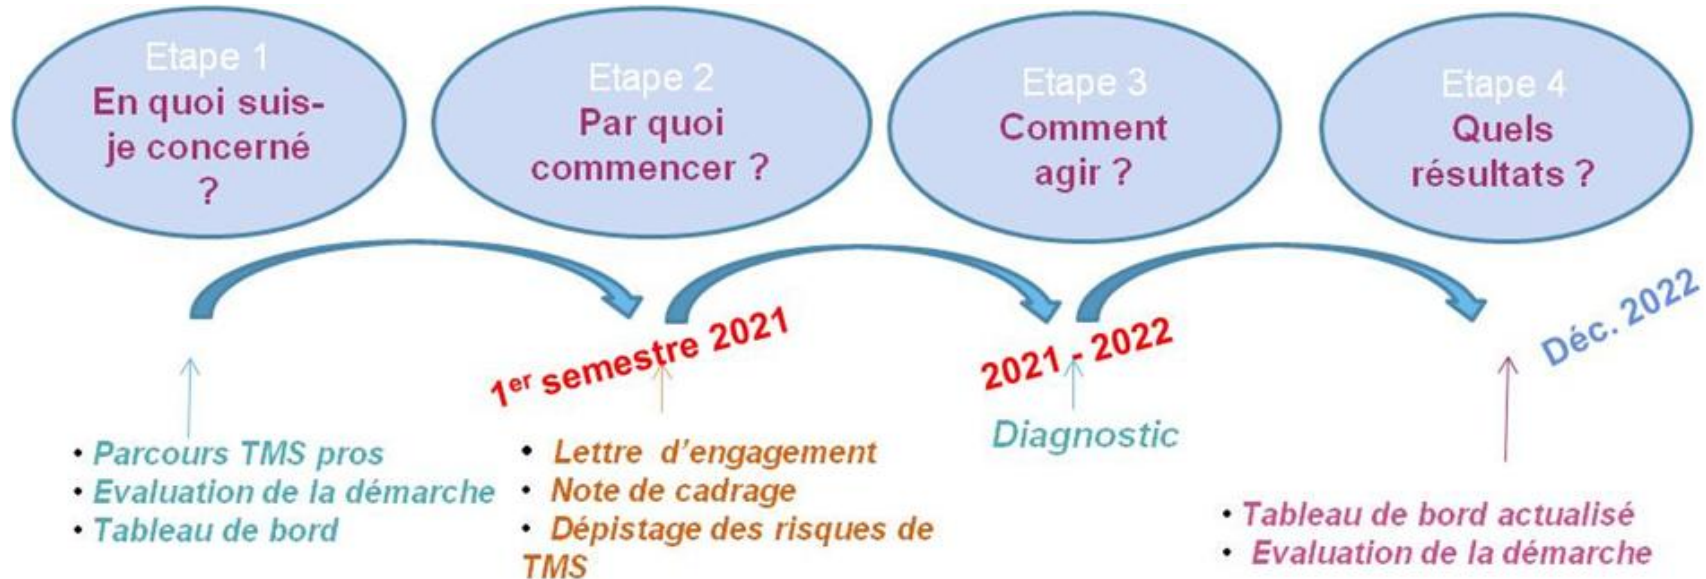 Etape 1
En quoi suis-
je concerné
?
Etape 2
Par quoi
commencer ?
Etape 3
Comment
agir ?
Etape 4
Quels
résultats ?
1er semestre 2021
2021 - 2022
Déc. 2022
• Parcours TMS pros
• Evaluation de la démarche
• Tableau de bord
• Lettre d'engagement
• Note de cadrage
• Dépistage des risques de
TMS
Diagnostic
• Tableau de bord actualisé
• Evaluation de la démarche